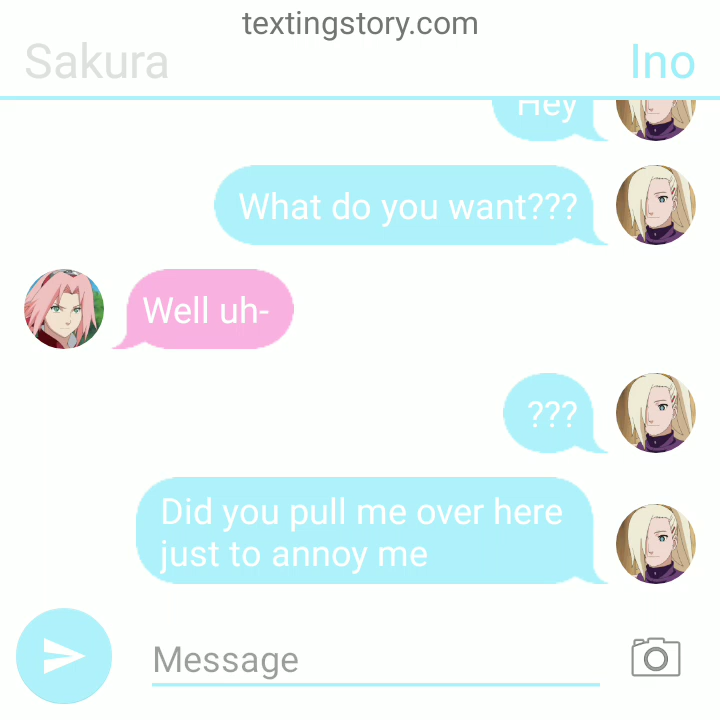 textingstory.com
Sakura
Ino
Hey
What do you want???
Well uh-
???
Did you pull me over here
just to annoy me
Message